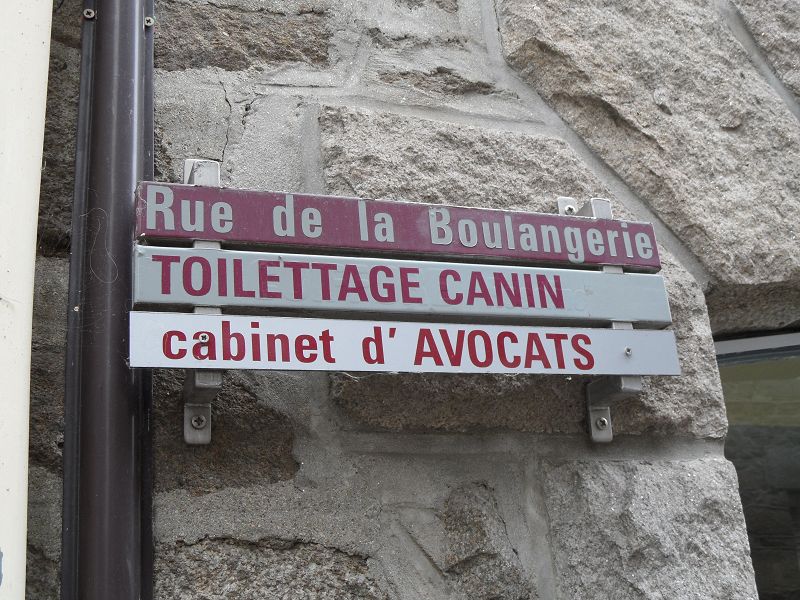 Rue de la Boulangerie
TOILETTAGE CANIN
cabinet d' AVOCATS